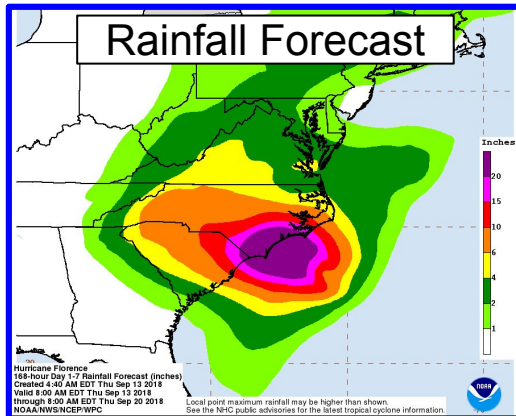 Rainfall Forecast
Inches
20
15
10
6
4
2
1
Hurricane Florence
168-hour Day 1-7 Rainfall Forecast (inches)
Created 4:40 AM EDT Thu Sep 13 2018
Valid 8:00 AM EDT Thu Sep 13 2018
through 8:00 AM EDT Thu Sep 20 2018
NOAA/NWS/NCEP/WPC
Local point maximum rainfall may be higher than shown.
See the NHC public advisories for the latest tropical cyclone information.
NOAA